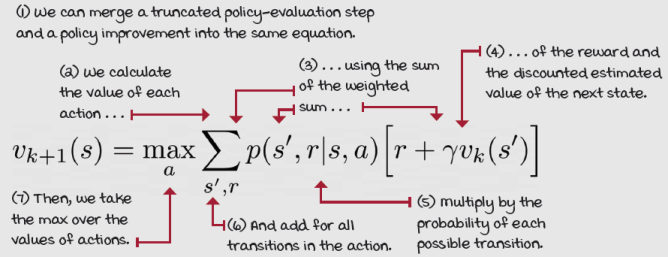 (1) We can merge a truncated policy-evaluation step
and a policy improvement into the same equation.
(2) We calculate
the value of each
action . . .
(3) . . . using the sum
of the weighted
sum . . .
(4) . . . of the reward and
the discounted estimated
value of the next state.
v_{k+1}(s) = max_a ∑_{s',r} p(s', r|s, a)[r + γv_k(s')]
(7) Then, we take
the max over the
values of actions.
(6) And add for all
transitions in the action.
(5) multiply by the
probability of each
possible transition.